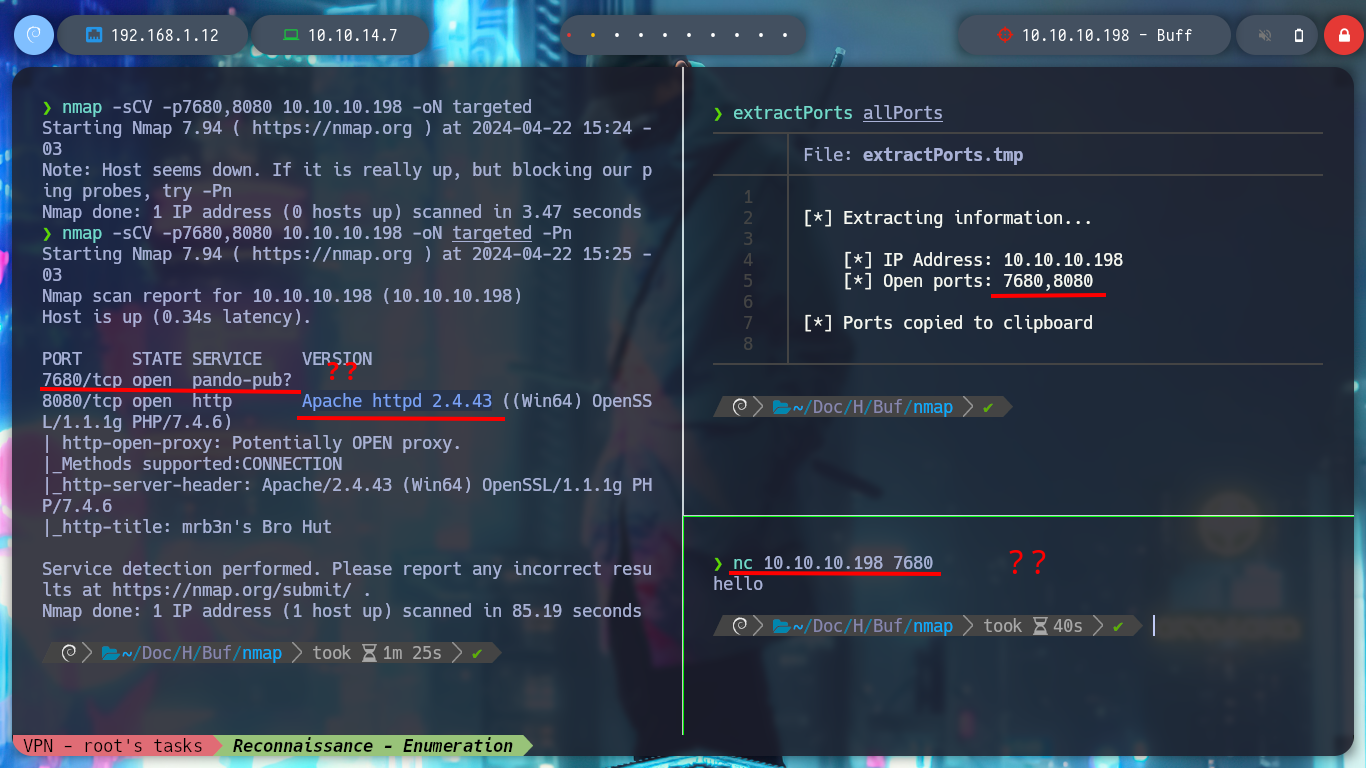 192.168.1.12
10.10.14.7
10.10.10.198 - Buff
❯ nmap -sCV -p7680,8080 10.10.10.198 -oN targeted
Starting Nmap 7.94 ( https://nmap.org ) at 2024-04-22 15:24 -
03
Note: Host seems down. If it is really up, but blocking our p
ing probes, try -Pn
Nmap done: 1 IP address (0 hosts up) scanned in 3.47 seconds
❯ nmap -sCV -p7680,8080 10.10.10.198 -oN targeted -Pn
Starting Nmap 7.94 ( https://nmap.org ) at 2024-04-22 15:25 -
03
Nmap scan report for 10.10.10.198 (10.10.10.198)
Host is up (0.34s latency).
PORT     STATE SERVICE    VERSION
7680/tcp open  pando-pub? ??
8080/tcp open  http       Apache httpd 2.4.43 ((Win64) OpenSS
L/1.1.1g PHP/7.4.6)
| http-open-proxy: Potentially OPEN proxy.
|_Methods supported:CONNECTION
|_http-server-header: Apache/2.4.43 (Win64) OpenSSL/1.1.1g PH
P/7.4.6
|_http-title: mrb3n's Bro Hut
Service detection performed. Please report any incorrect resu
lts at https://nmap.org/submit/ .
Nmap done: 1 IP address (1 host up) scanned in 85.19 seconds
~/Doc/H/Buf/nmap took 1m 25s ✔
❯ extractPorts allPorts
File: extractPorts.tmp
1
2 [*] Extracting information...
3
4 [*] IP Address: 10.10.10.198
5 [*] Open ports: 7680,8080
6
7 [*] Ports copied to clipboard
8
~/Doc/H/Buf/nmap ✔
❯ nc 10.10.10.198 7680 ??
hello
~/Doc/H/Buf/nmap took 40s ✔
VPN - root's tasks Reconnaissance - Enumeration